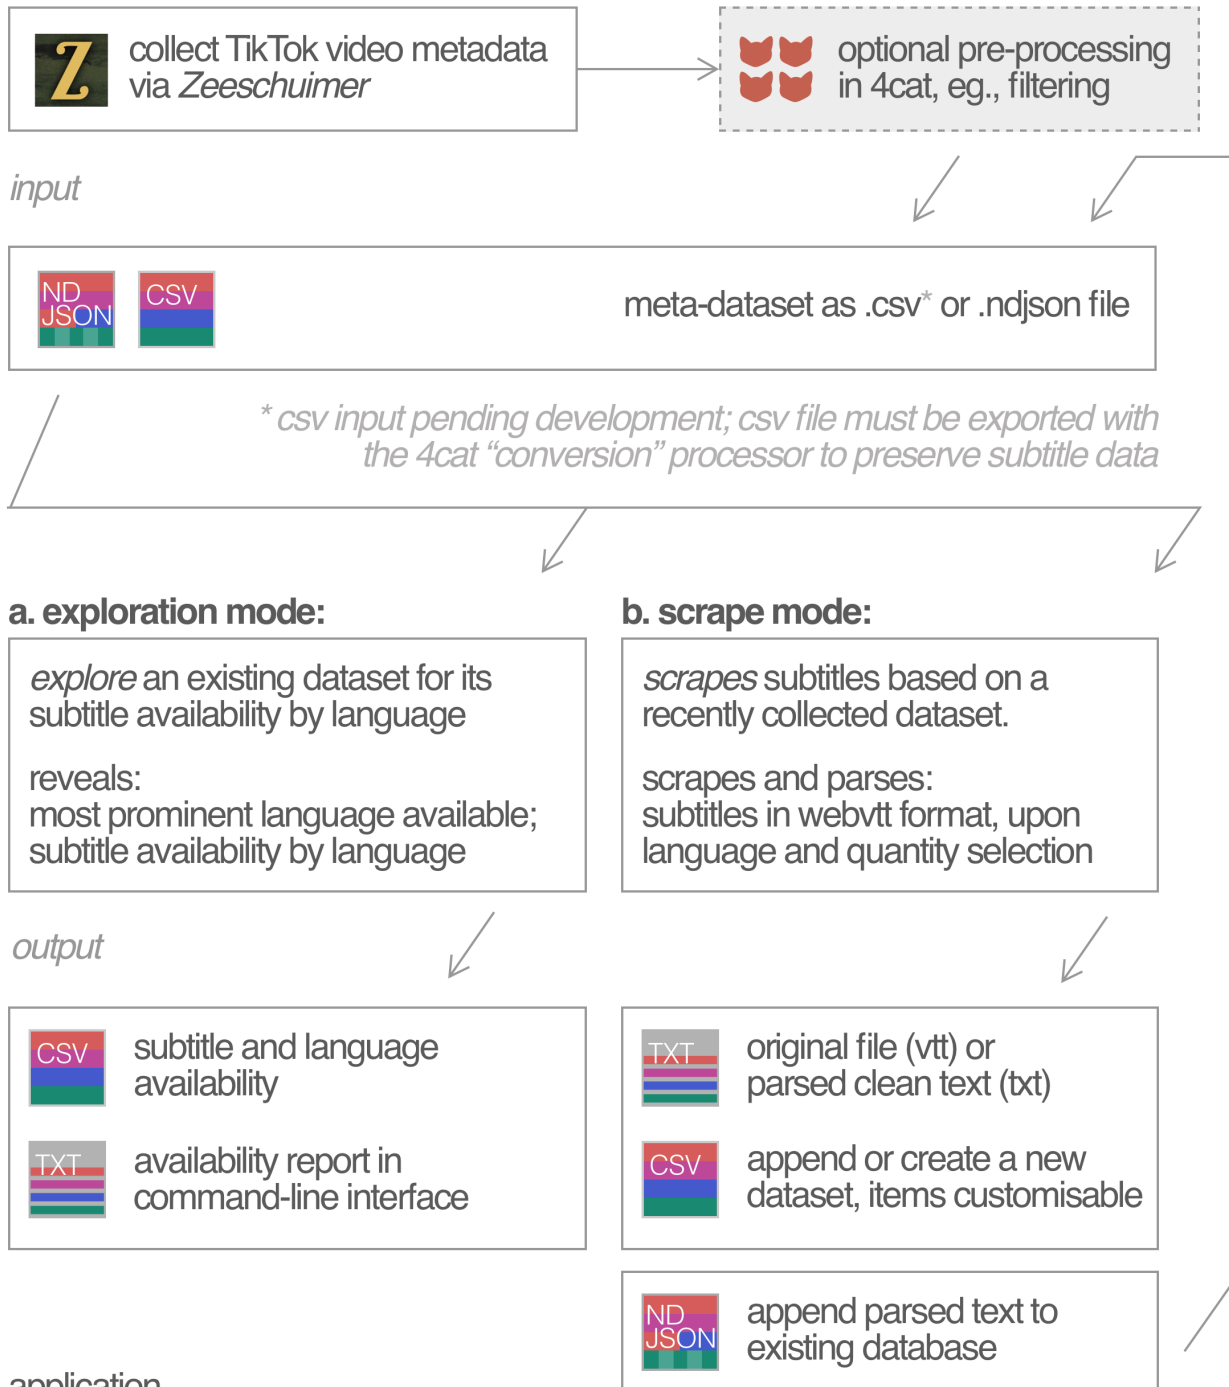 Z
collect TikTok video metadata
via Zeeschuimer
optional pre-processing
in 4cat, eg., filtering
input
ND
JSON
CSV
meta-dataset as .csv* or .ndjson file
* csv input pending development; csv file must be exported with
the 4cat “conversion” processor to preserve subtitle data
a. exploration mode:
explore an existing dataset for its
subtitle availability by language
reveals:
most prominent language available;
subtitle availability by language
b. scrape mode:
scrapes subtitles based on a
recently collected dataset.
scrapes and parses:
subtitles in webvtt format, upon
language and quantity selection
output
CSV
subtitle and language
availability
TXT
availability report in
command-line interface
TXT
original file (vtt) or
parsed clean text (txt)
CSV
append or create a new
dataset, items customisable
ND
JSON
append parsed text to
existing database
application